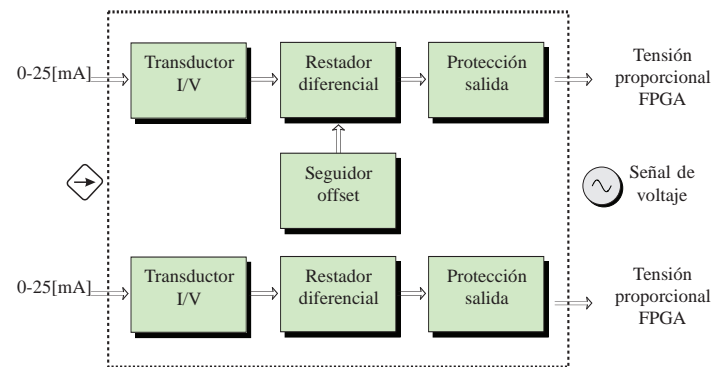 0-25[mA]
Transductor
I/V
Restador
diferencial
Protección
salida
Tensión
proporcional
FPGA
Seguidor
offset
Señal de
voltaje
0-25[mA]
Transductor
I/V
Restador
diferencial
Protección
salida
Tensión
proporcional
FPGA